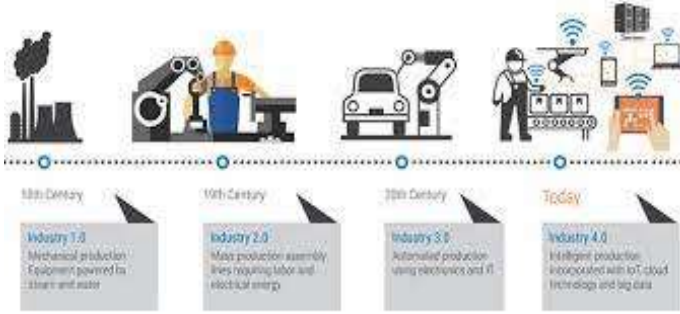 18th Century
Industry 1.0
Mechanical production
Equipment powered by
steam and water
19th Century
Industry 2.0
Mass production assembly
lines requiring labor and
electrical energy
20th Century
Industry 3.0
Automated production
using electronics and IT
Today
Industry 4.0
Intelligent production
incorporated with IoT, cloud
technology and big data